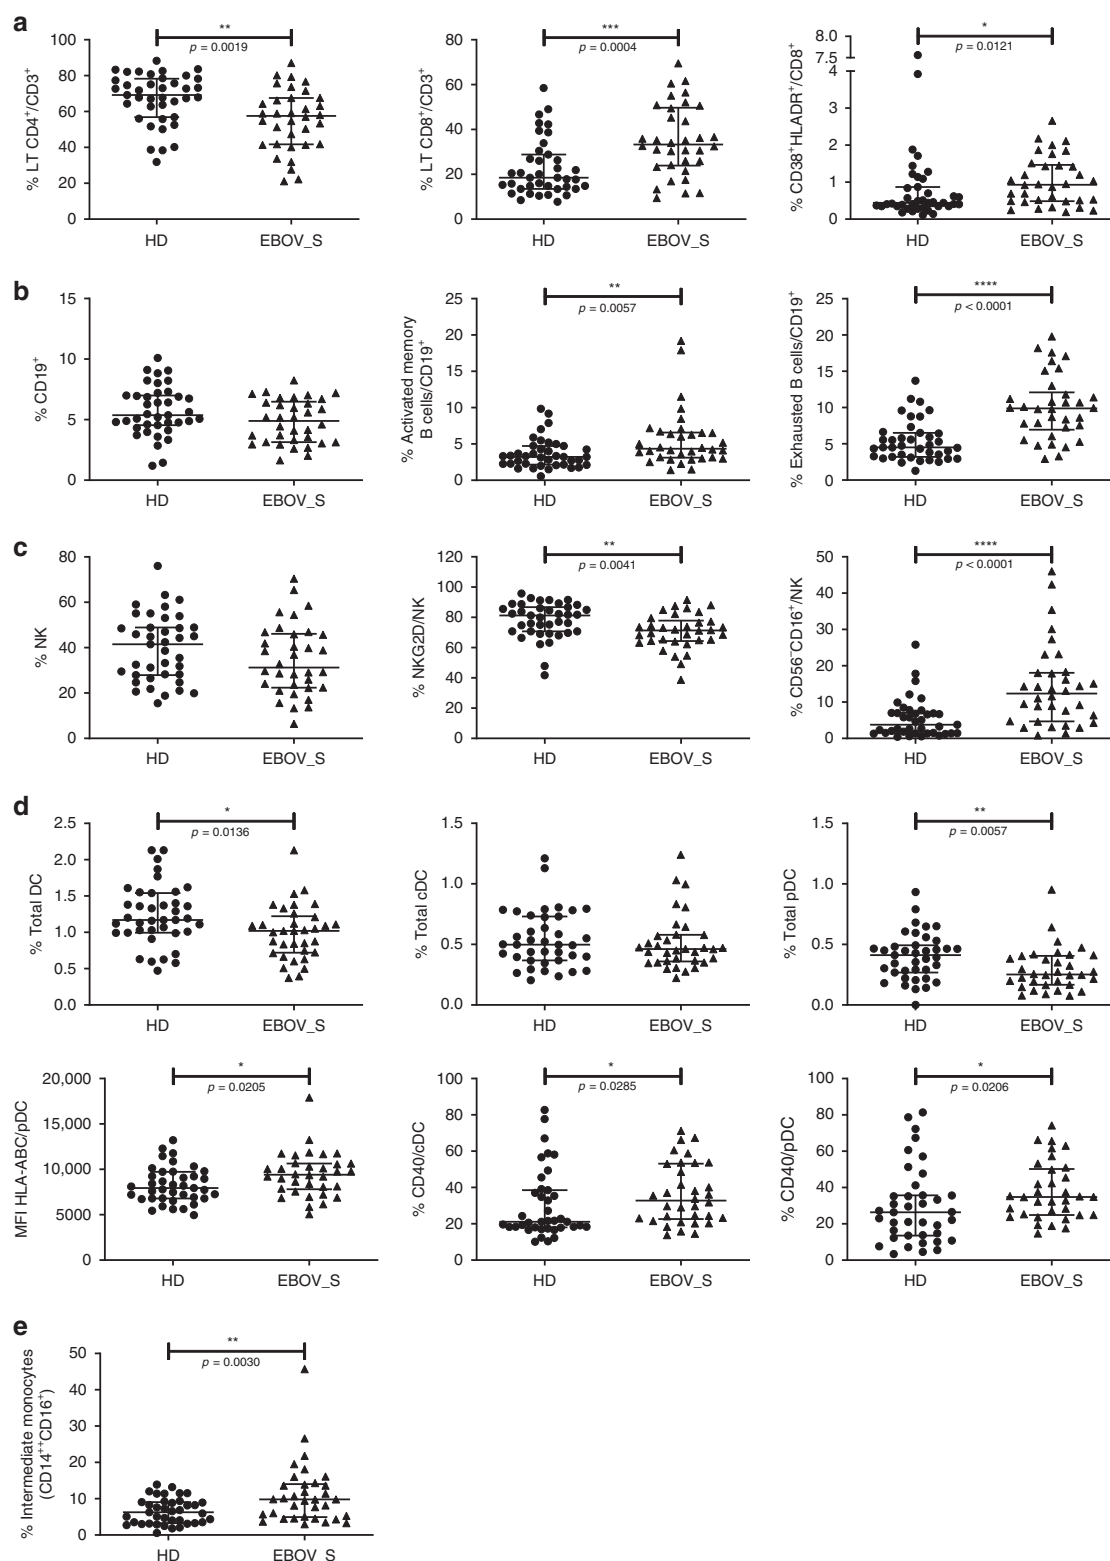 a
**
p = 0.0019
% LT CD4+/CD3+
100
80
60
40
20
0
HD
EBOV_S
***
p = 0.0004
% LT CD8+/CD3+
80
60
40
20
0
HD
EBOV_S
*
p = 0.0121
% CD38+HLADR+/CD8+
8.0
7.5
4
3
2
1
0
HD
EBOV_S
b
% CD19+
15
10
5
0
HD
EBOV_S
**
p = 0.0057
% Activated memory
B cells/CD19+
25
20
15
10
5
0
HD
EBOV_S
****
p < 0.0001
% Exhausted B cells/CD19+
25
20
15
10
5
0
HD
EBOV_S
c
% NK
80
60
40
20
0
HD
EBOV_S
**
p = 0.0041
% NKG2D/NK
120
100
80
60
40
20
0
HD
EBOV_S
****
p < 0.0001
% CD56−CD16+/NK
50
40
30
20
10
0
HD
EBOV_S
d
*
p = 0.0136
% Total DC
2.5
2.0
1.5
1.0
0.5
0.0
HD
EBOV_S
% Total cDC
1.5
1.0
0.5
0.0
HD
EBOV_S
**
p = 0.0057
% Total pDC
1.5
1.0
0.5
0.0
HD
EBOV_S
*
p = 0.0205
MFI HLA-ABC/pDC
20,000
15,000
10,000
5000
0
HD
EBOV_S
*
p = 0.0285
% CD40/cDC
100
80
60
40
20
0
HD
EBOV_S
*
p = 0.0206
% CD40/pDC
100
80
60
40
20
0
HD
EBOV_S
e
**
p = 0.0030
% Intermediate monocytes
(CD14++CD16+)
50
40
30
20
10
0
HD
EBOV_S